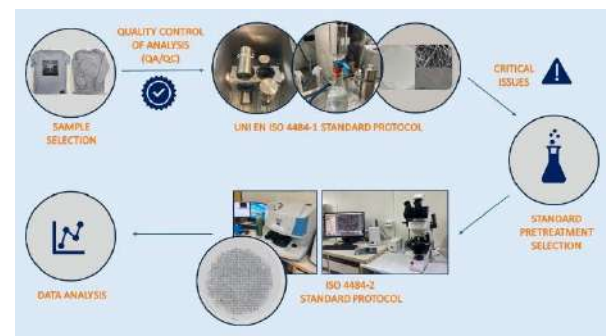 QUALITY CONTROL
OF ANALYSIS
(QA/QC)
CRITICAL
ISSUES
SAMPLE
SELECTION
UNI EN ISO 4484-1 STANDARD PROTOCOL
STANDARD
PRETREATMENT
SELECTION
ISO 4484-2
STANDARD PROTOCOL
DATA ANALYSIS